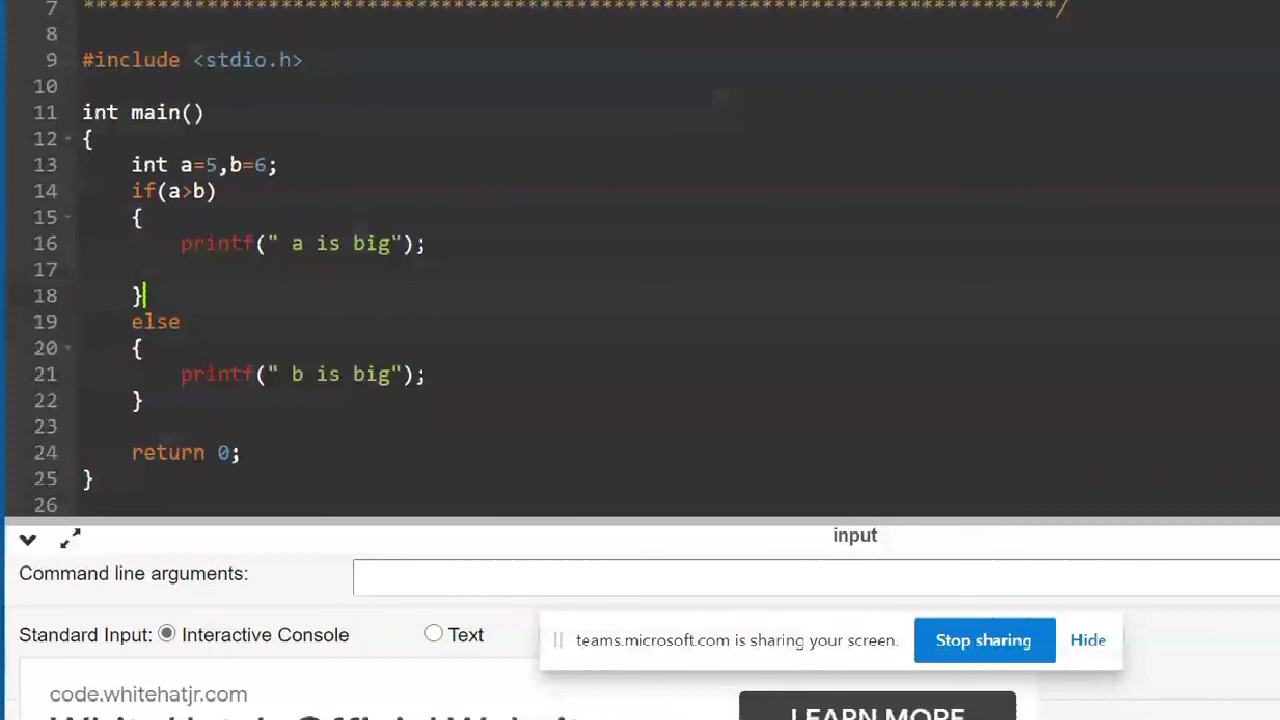 7 ********************************************************************************/
8
9 #include <stdio.h>
10
11 int main()
12 {
13 int a=5,b=6;
14 if(a>b)
15 {
16 printf(" a is big");
17
18 }
19 else
20 {
21 printf(" b is big");
22 }
23
24 return 0;
25 }
26
input
Command line arguments:
Standard Input: Interactive Console Text
teams.microsoft.com is sharing your screen. Stop sharing Hide
code.whitehatjr.com
LEARN MORE